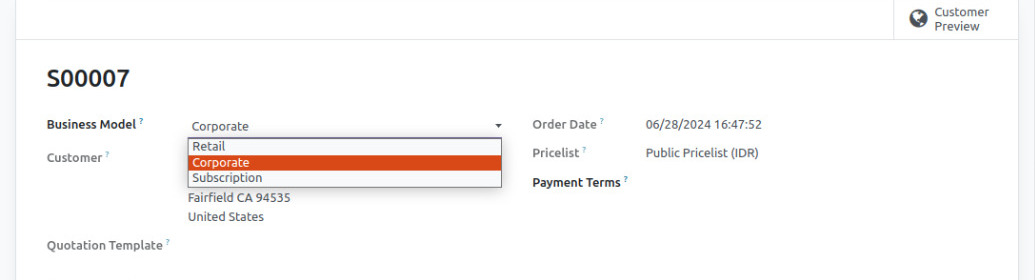 Customer
Preview
S00007
Business Model ?
Corporate
Order Date ?
06/28/2024 16:47:52
Retail
Customer ?
Pricelist ?
Public Pricelist (IDR)
Corporate
Subscription
Payment Terms ?
Fairfield CA 94535
United States
Quotation Template ?